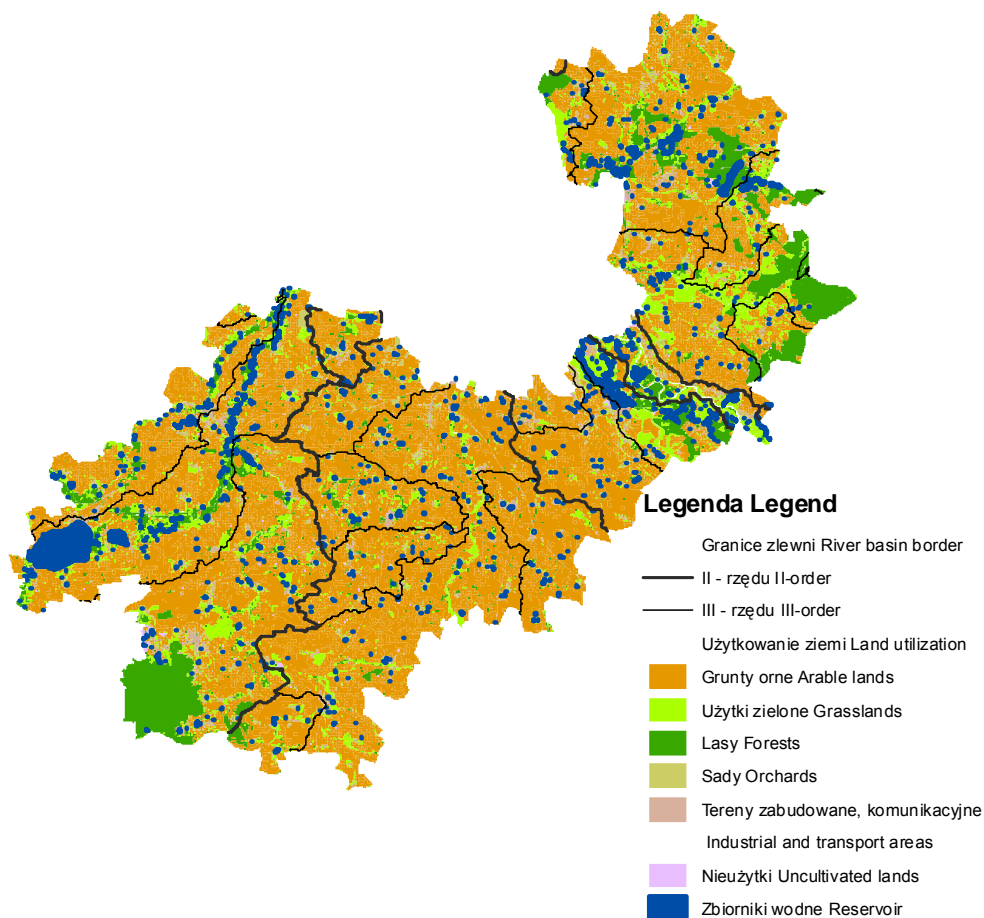 Legenda Legend
Granice zlewni River basin border
II - rzędu II-order
III - rzędu III-order
Użytkowanie ziemi Land utilization
Grunty orne Arable lands
Użytki zielone Grasslands
Lasy Forests
Sady Orchards
Tereny zabudowane, komunikacyjne
Industrial and transport areas
Nieużytki Uncultivated lands
Zbiorniki wodne Reservoir